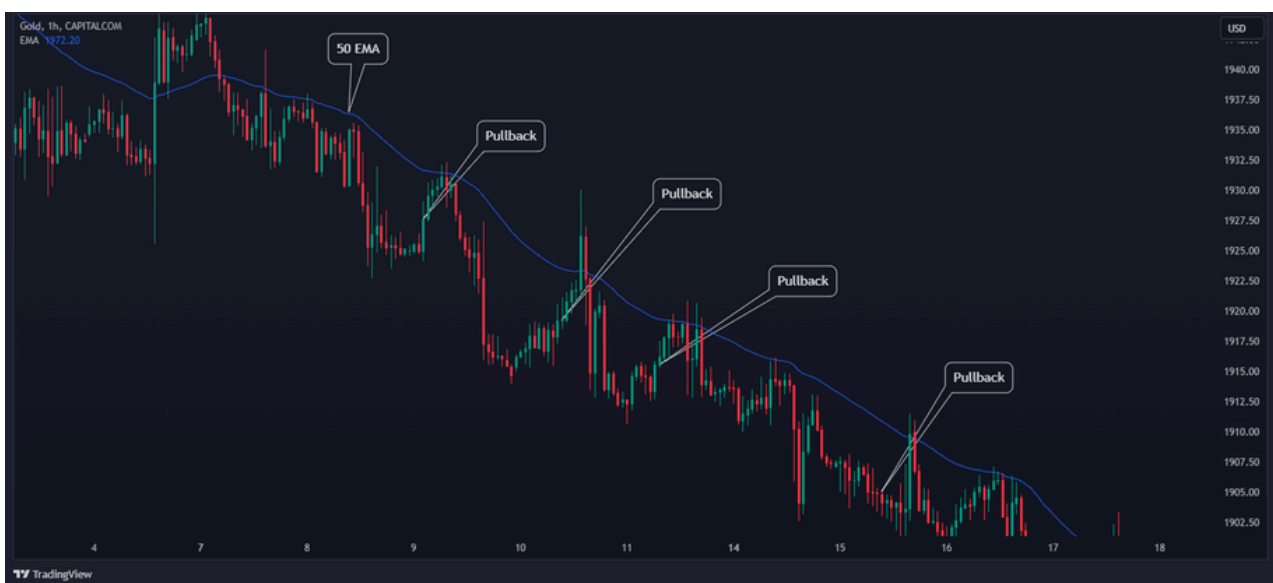 Gold, 1h, CAPITALCOM
EMA 1972.20
USD
50 EMA
Pullback
Pullback
Pullback
Pullback
1940.00
1937.50
1935.00
1932.50
1930.00
1927.50
1925.00
1922.50
1920.00
1917.50
1915.00
1912.50
1910.00
1907.50
1905.00
1902.50
4 7 8 9 10 11 14 15 16 17 18
TradingView